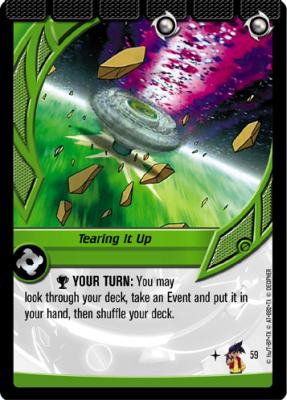 Tearing It Up
YOUR TURN: You may
look through your deck, take an Event and put it in
your hand, then shuffle your deck.
59